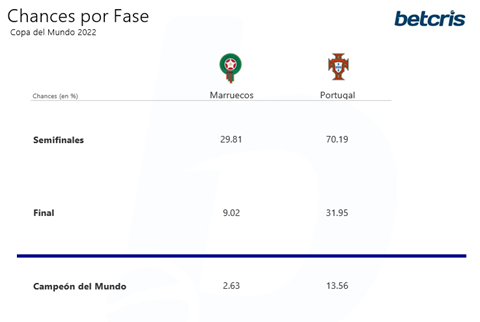 Chances por Fase
Copa del Mundo 2022
betcris
Chances (en %) Marruecos Portugal
Semifinales 29.81 70.19
Final 9.02 31.95
Campeón del Mundo 2.63 13.56